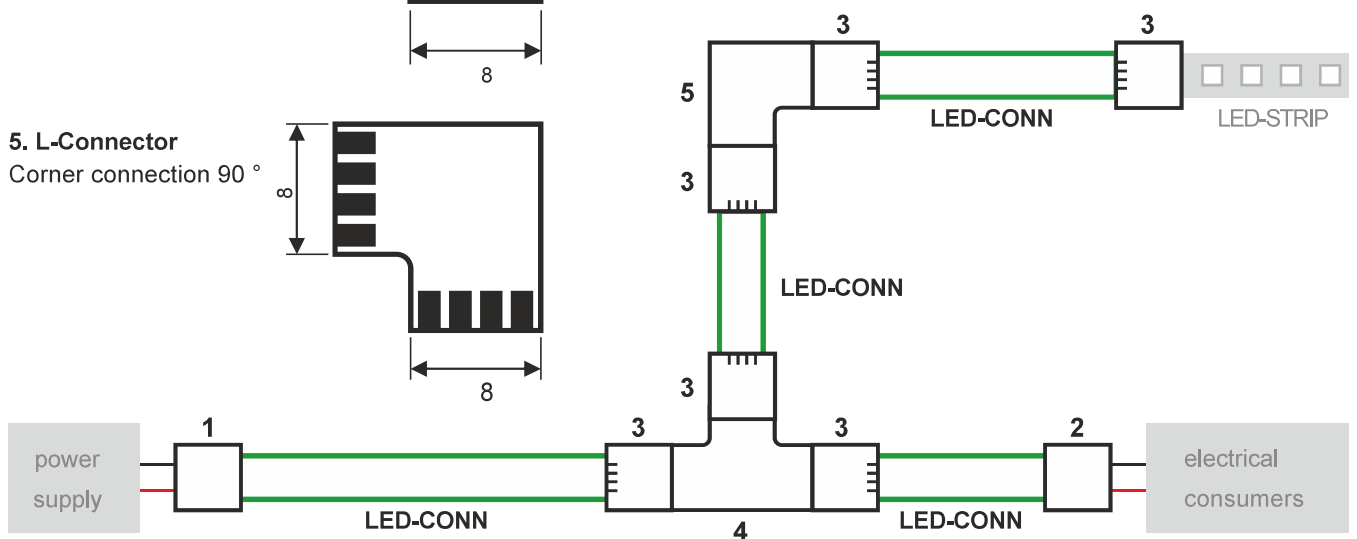 8
5. L-Connector
Corner connection 90 °
8
8
3
3
5
LED-CONN
LED-STRIP
3
LED-CONN
3
1
3
3
2
power
supply
electrical
consumers
LED-CONN
4
LED-CONN